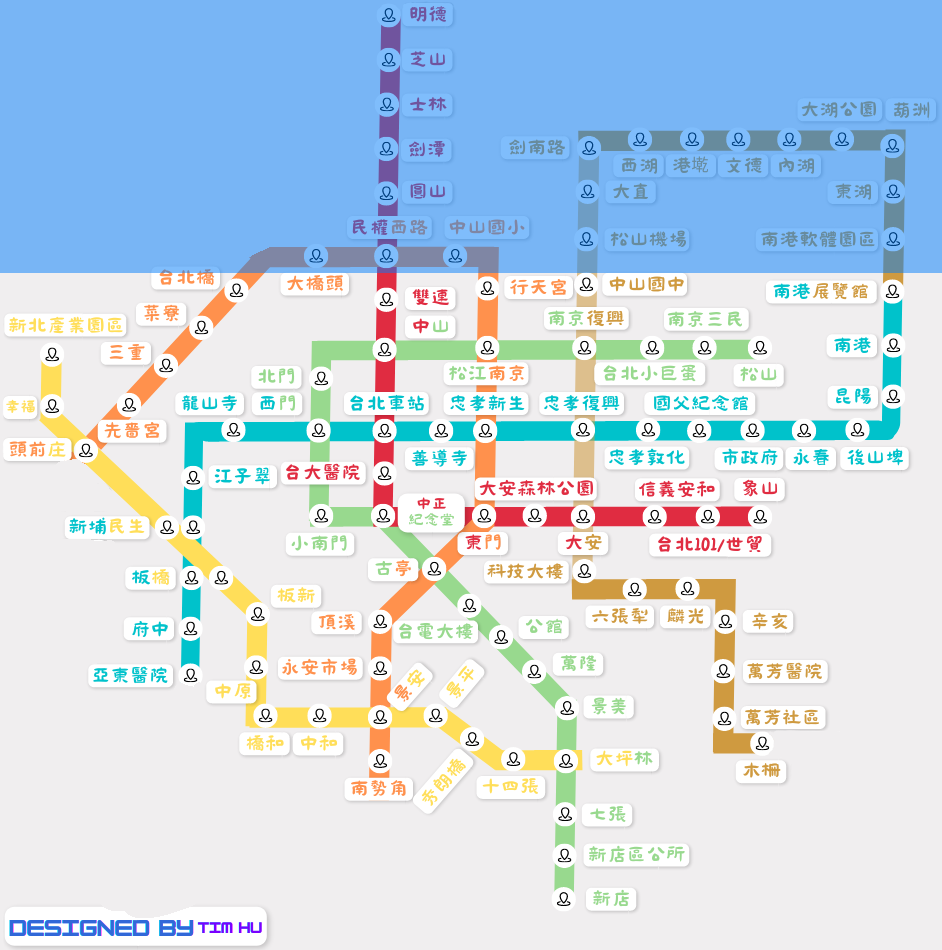 明德
芝山
士林
劍潭
圓山
大湖公園
葫洲
劍南路
西湖
港墘
文德
內湖
大直
東湖
民權西路
中山國小
松山機場
南港軟體園區
台北橋
大橋頭
行天宮
中山國中
南港展覽館
菜寮
雙連
新北產業園區
中山
南京復興
南京三民
三重
南港
北門
松江南京
台北小巨蛋
松山
幸福
先嗇宮
龍山寺
西門
台北車站
忠孝新生
忠孝復興
國父紀念館
昆陽
頭前庄
江子翠
台大醫院
善導寺
忠孝敦化
市政府
永春
後山埤
大安森林公園
信義安和
象山
中正
紀念堂
新埔民生
小南門
東門
大安
台北101/世貿
板橋
古亭
科技大樓
板新
頂溪
台電大樓
公館
六張犁
麟光
辛亥
府中
亞東醫院
中原
永安市場
景安
景平
萬隆
萬芳醫院
景美
萬芳社區
橋和
中和
秀朗橋
大坪林
木柵
南勢角
十四張
七張
新店區公所
新店
DESIGNED BY TIM HU